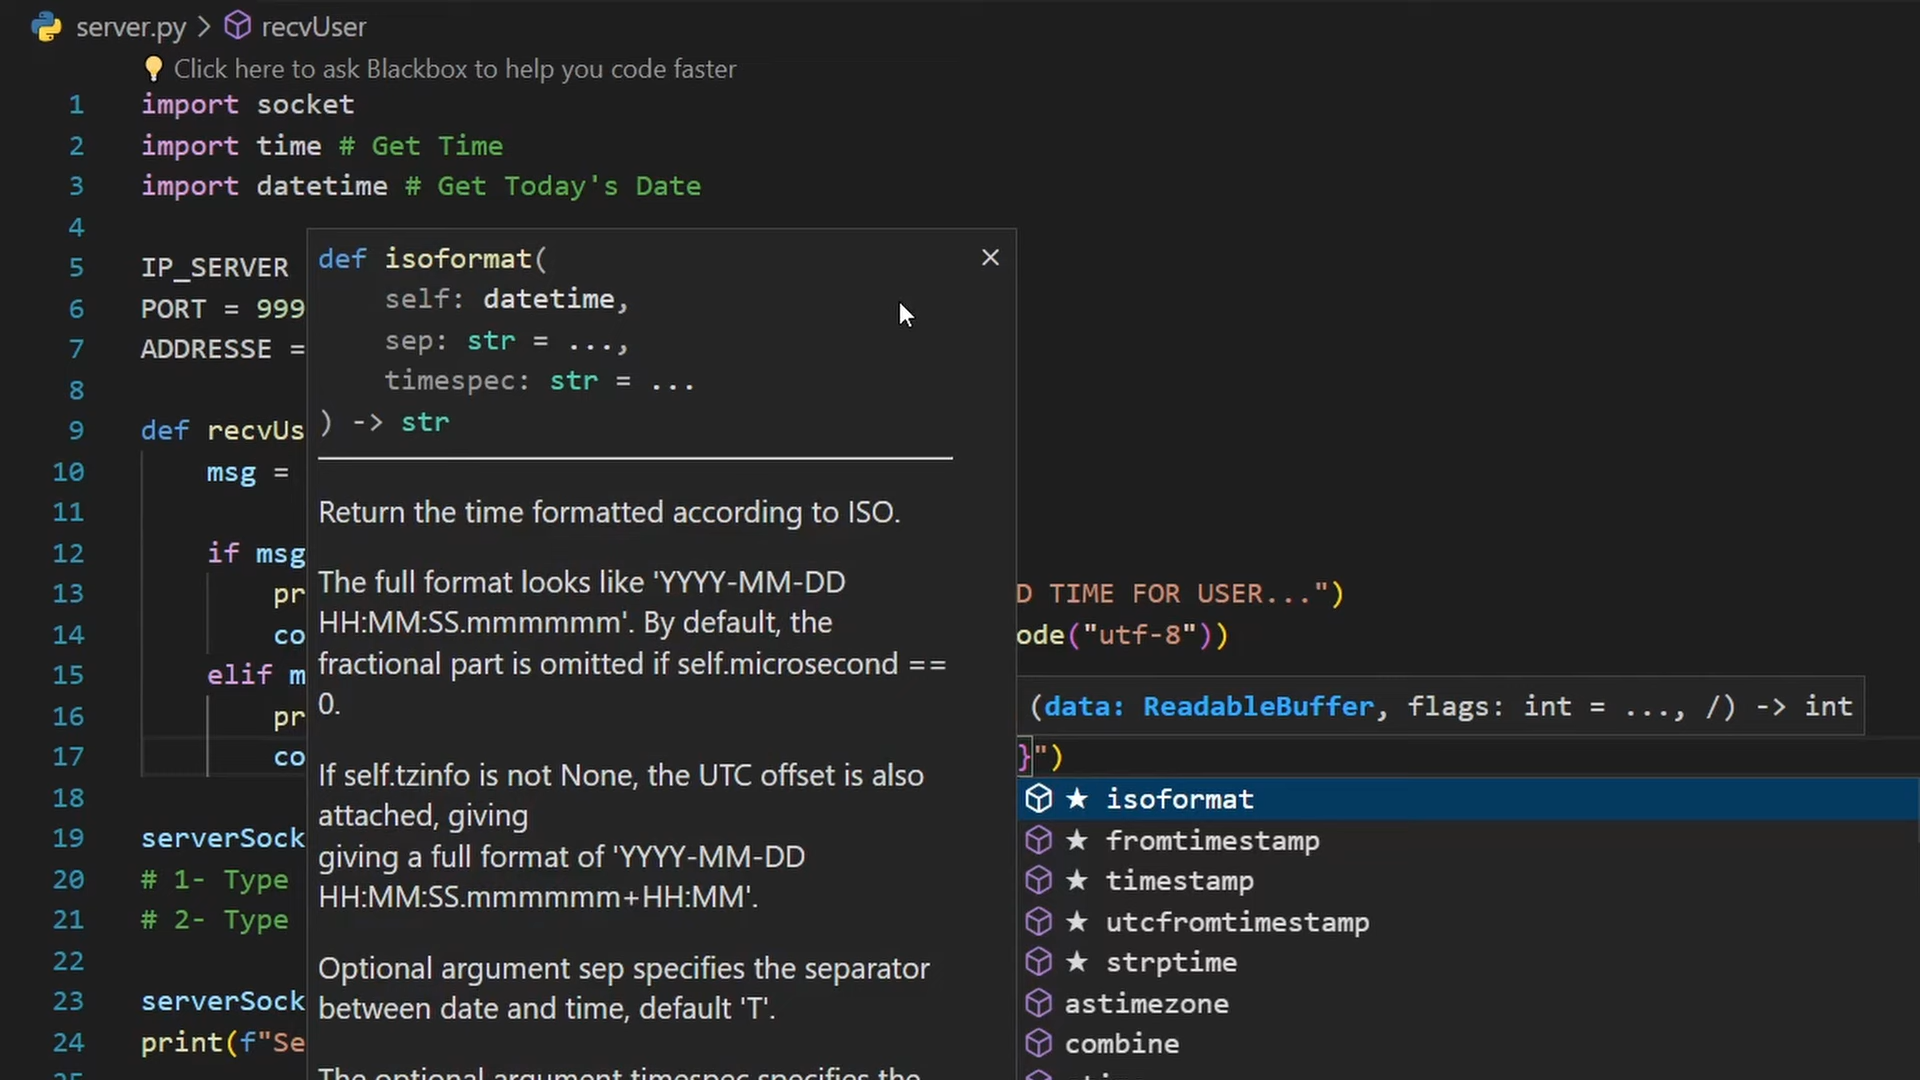 server.py > recvUser
Click here to ask Blackbox to help you code faster
1 import socket
2 import time # Get Time
3 import datetime # Get Today's Date
4
5 IP_SERVER
6 PORT = 999
7 ADDRESSE =
8
9 def recvUs
10 msg =
11
12 if msg
13 pr D TIME FOR USER...")
14 co ode("utf-8"))
15 elif m
16 pr
17 co }")
18
19 serverSock
20 # 1- Type
21 # 2- Type
22
23 serverSock
24 print(f"Se
def isoformat(
self: datetime,
sep: str = ...,
timespec: str = ...
) -> str
Return the time formatted according to ISO.
The full format looks like 'YYYY-MM-DD
HH:MM:SS.mmmmmm'. By default, the
fractional part is omitted if self.microsecond ==
0.
If self.tzinfo is not None, the UTC offset is also
attached, giving
giving a full format of 'YYYY-MM-DD
HH:MM:SS.mmmmmm+HH:MM'.
Optional argument sep specifies the separator
between date and time, default 'T'.
The optional argument timespec specifies the
(data: ReadableBuffer, flags: int = ..., /) -> int
★ isoformat
★ fromtimestamp
★ timestamp
★ utcfromtimestamp
★ strptime
astimezone
combine